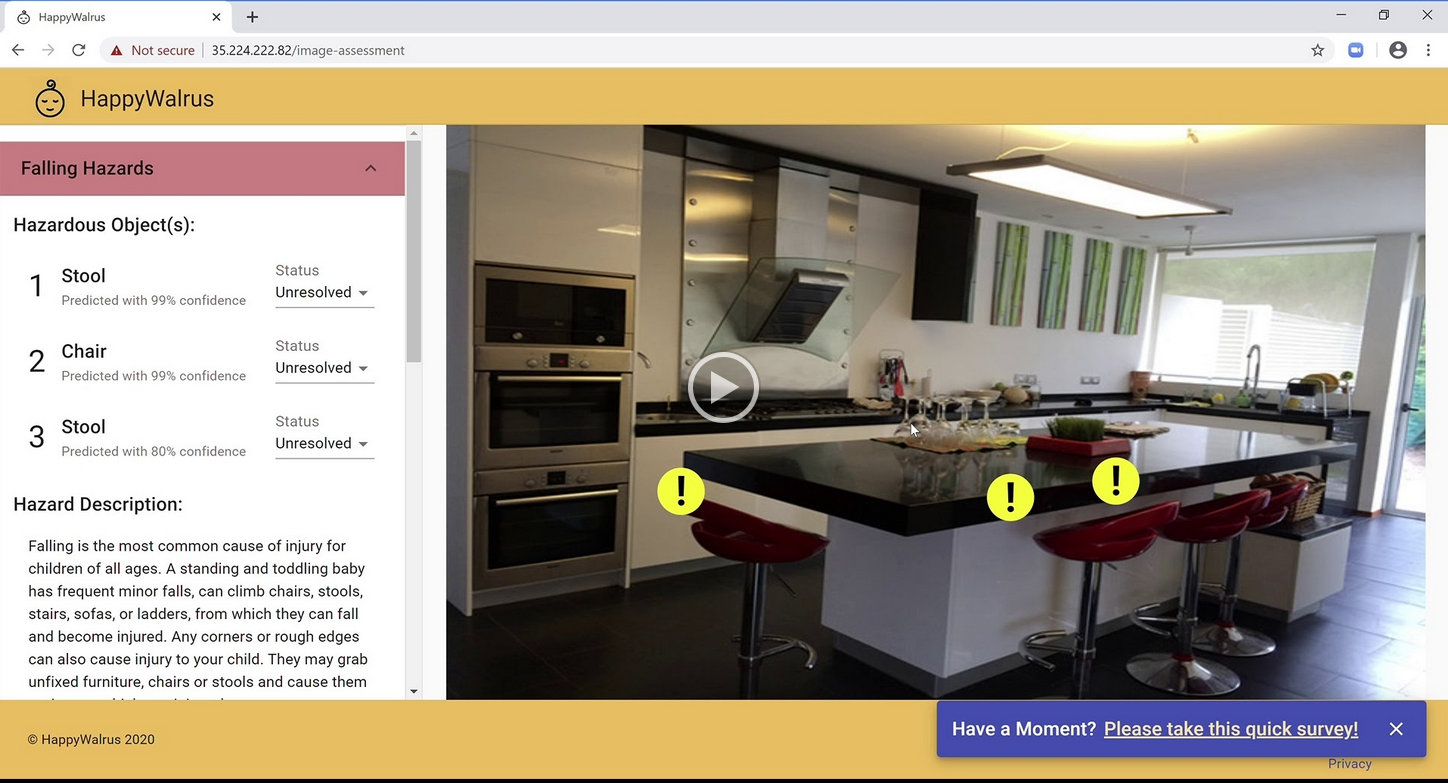 HappyWalrus
Not secure
35.224.222.82/image-assessment
HappyWalrus
Falling Hazards
Hazardous Object(s):
1
Stool
Predicted with 99% confidence
Status
Unresolved
2
Chair
Predicted with 99% confidence
Status
Unresolved
3
Stool
Predicted with 80% confidence
Status
Unresolved
Hazard Description:
Falling is the most common cause of injury for
children of all ages. A standing and toddling baby
has frequent minor falls, can climb chairs, stools,
stairs, sofas, or ladders, from which they can fall
and become injured. Any corners or rough edges
can also cause injury to your child. They may grab
unfixed furniture, chairs or stools and cause them
!
!
!
© HappyWalrus 2020
Have a Moment? Please take this quick survey!
Privacy